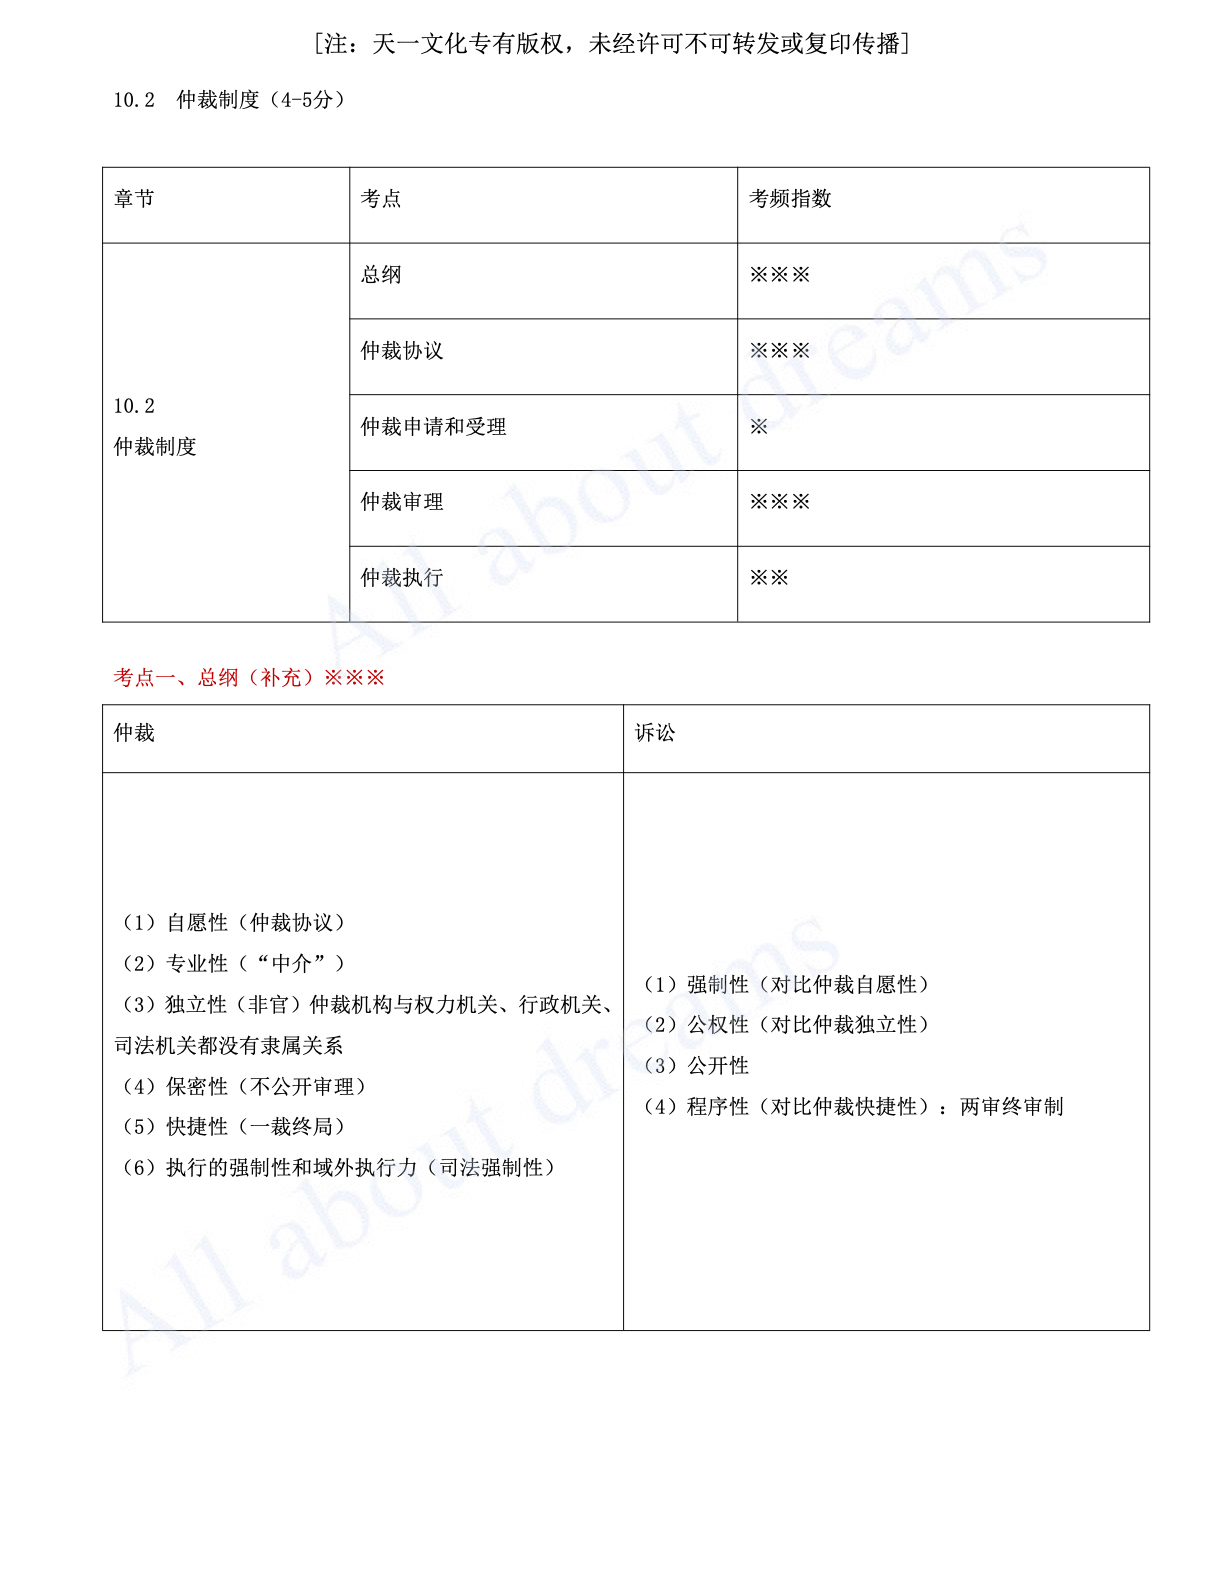 [注：天一文化专有版权，未经许可不可转发或复印传播]
10.2 仲裁制度（4-5分）
章节 考点 考频指数
总纲 ※※※
仲裁协议 ※※※
10.2
仲裁制度
仲裁申请和受理 ※
仲裁审理 ※※※
仲裁执行 ※※
考点一、总纲（补充）※※※
仲裁 诉讼
（1）自愿性（仲裁协议）
（2）专业性（“中介”）
（3）独立性（非官）仲裁机构与权力机关、行政机关、
司法机关都没有隶属关系
（4）保密性（不公开审理）
（5）快捷性（一裁终局）
（6）执行的强制性和域外执行力（司法强制性）
（1）强制性（对比仲裁自愿性）
（2）公权性（对比仲裁独立性）
（3）公开性
（4）程序性（对比仲裁快捷性）：两审终审制
All about dreams
All about dreams